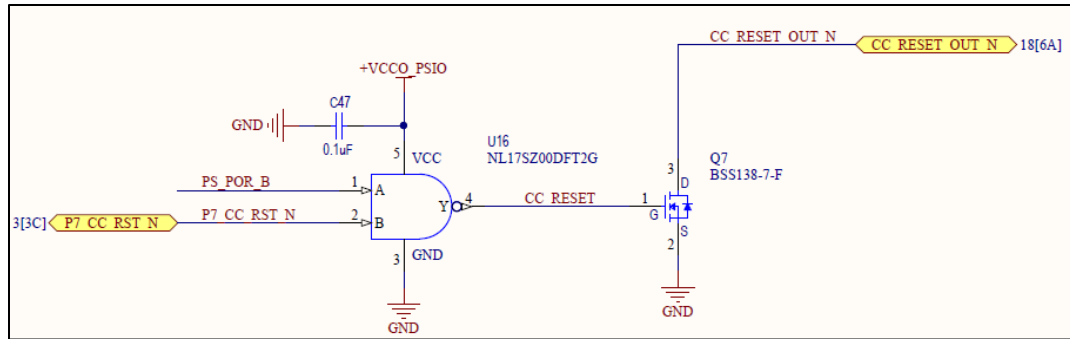 CC_RESET_OUT_N
CC_RESET_OUT_N
18[6A]
+VCCO_PSIO
C47
GND
0.1uF
5
VCC
U16
NL17SZ00DFT2G
3
D
Q7
BSS138-7-F
PS_POR_B
1
A
Y
4
CC_RESET
1
G
S
3[3C]
P7_CC_RST_N
P7_CC_RST_N
2
B
2
3
GND
GND
GND